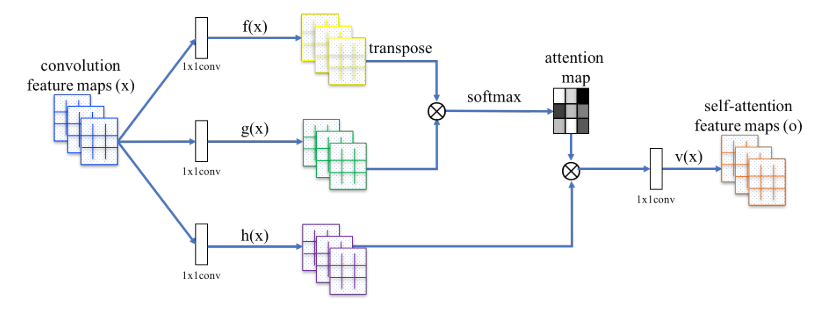 f(x)
1x1conv
transpose
convolution
feature maps (x)
g(x)
1x1conv
softmax
attention
map
h(x)
1x1conv
v(x)
1x1conv
self-attention
feature maps (o)